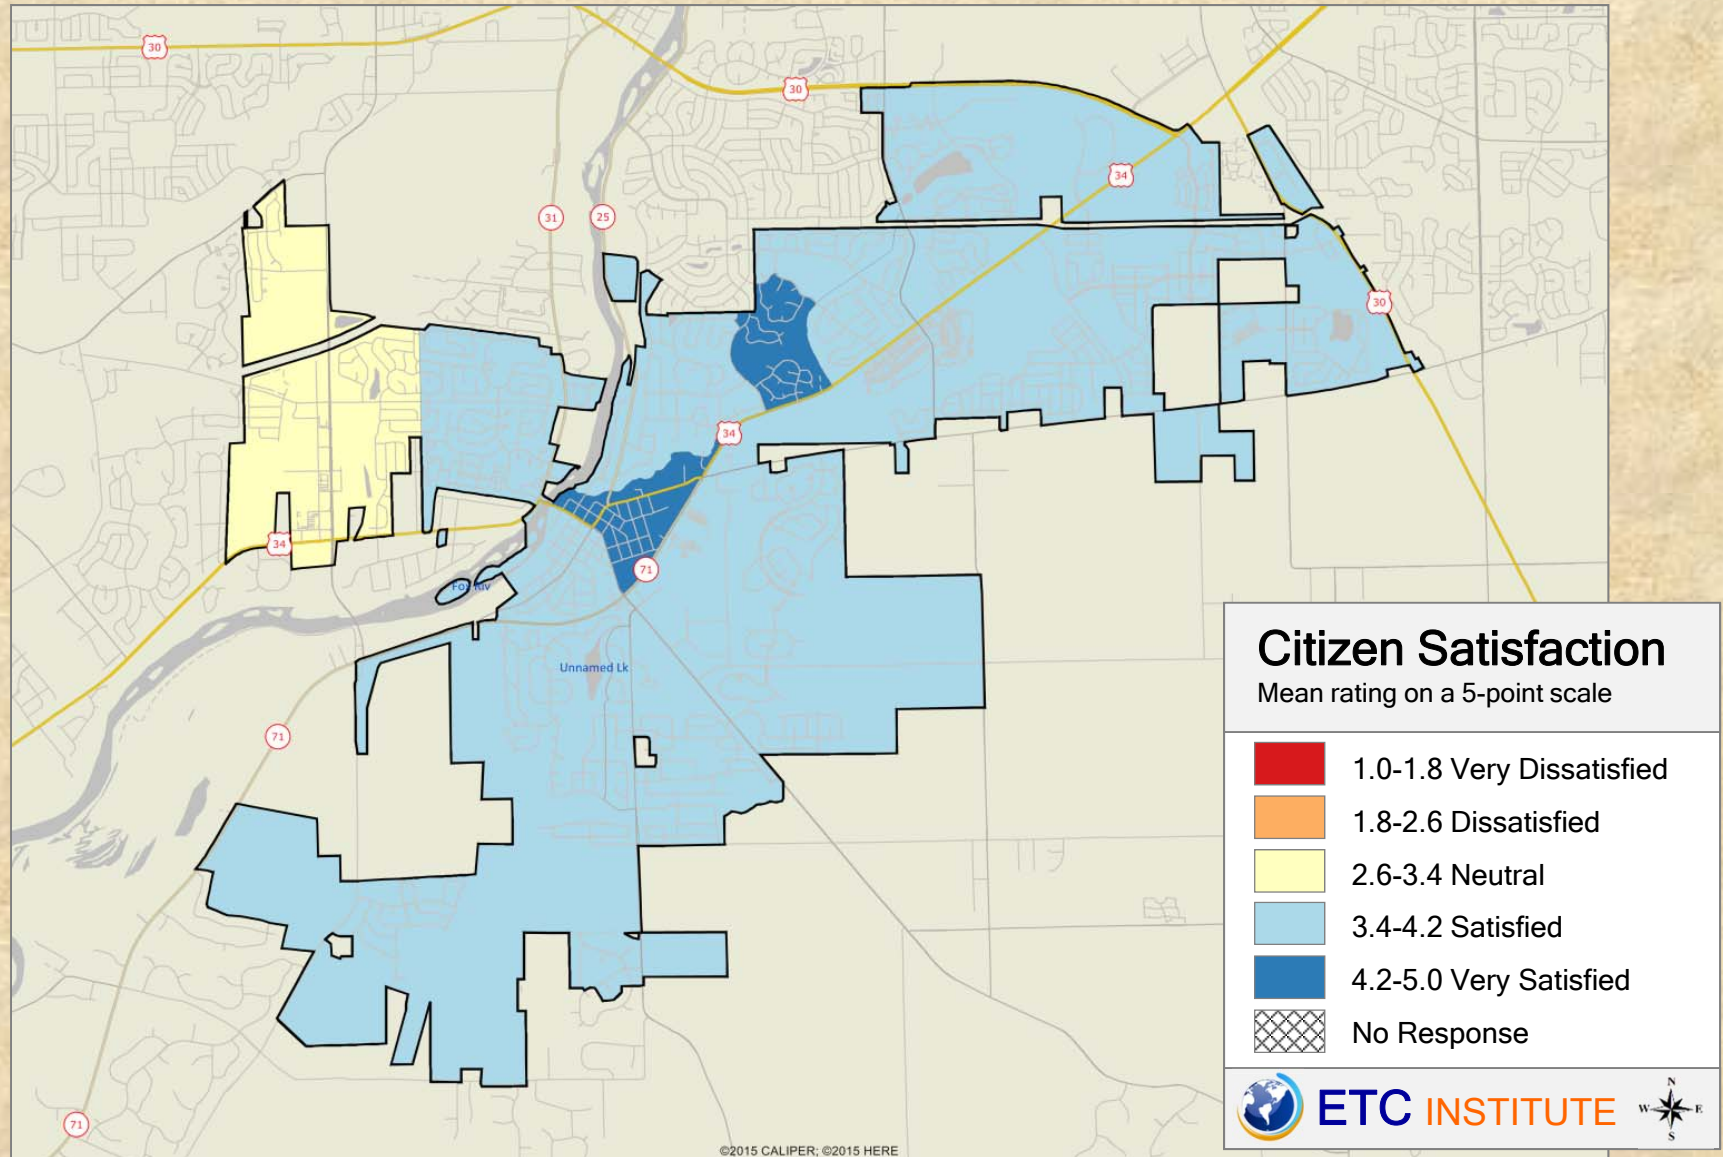 30
30
34
31
25
30
34
34
71
Fox Riv
Unnamed Lk
71
71
Citizen Satisfaction
Mean rating on a 5-point scale
1.0-1.8 Very Dissatisfied
1.8-2.6 Dissatisfied
2.6-3.4 Neutral
3.4-4.2 Satisfied
4.2-5.0 Very Satisfied
No Response
ETC INSTITUTE
N
W E
S
©2015 CALIPER; ©2015 HERE